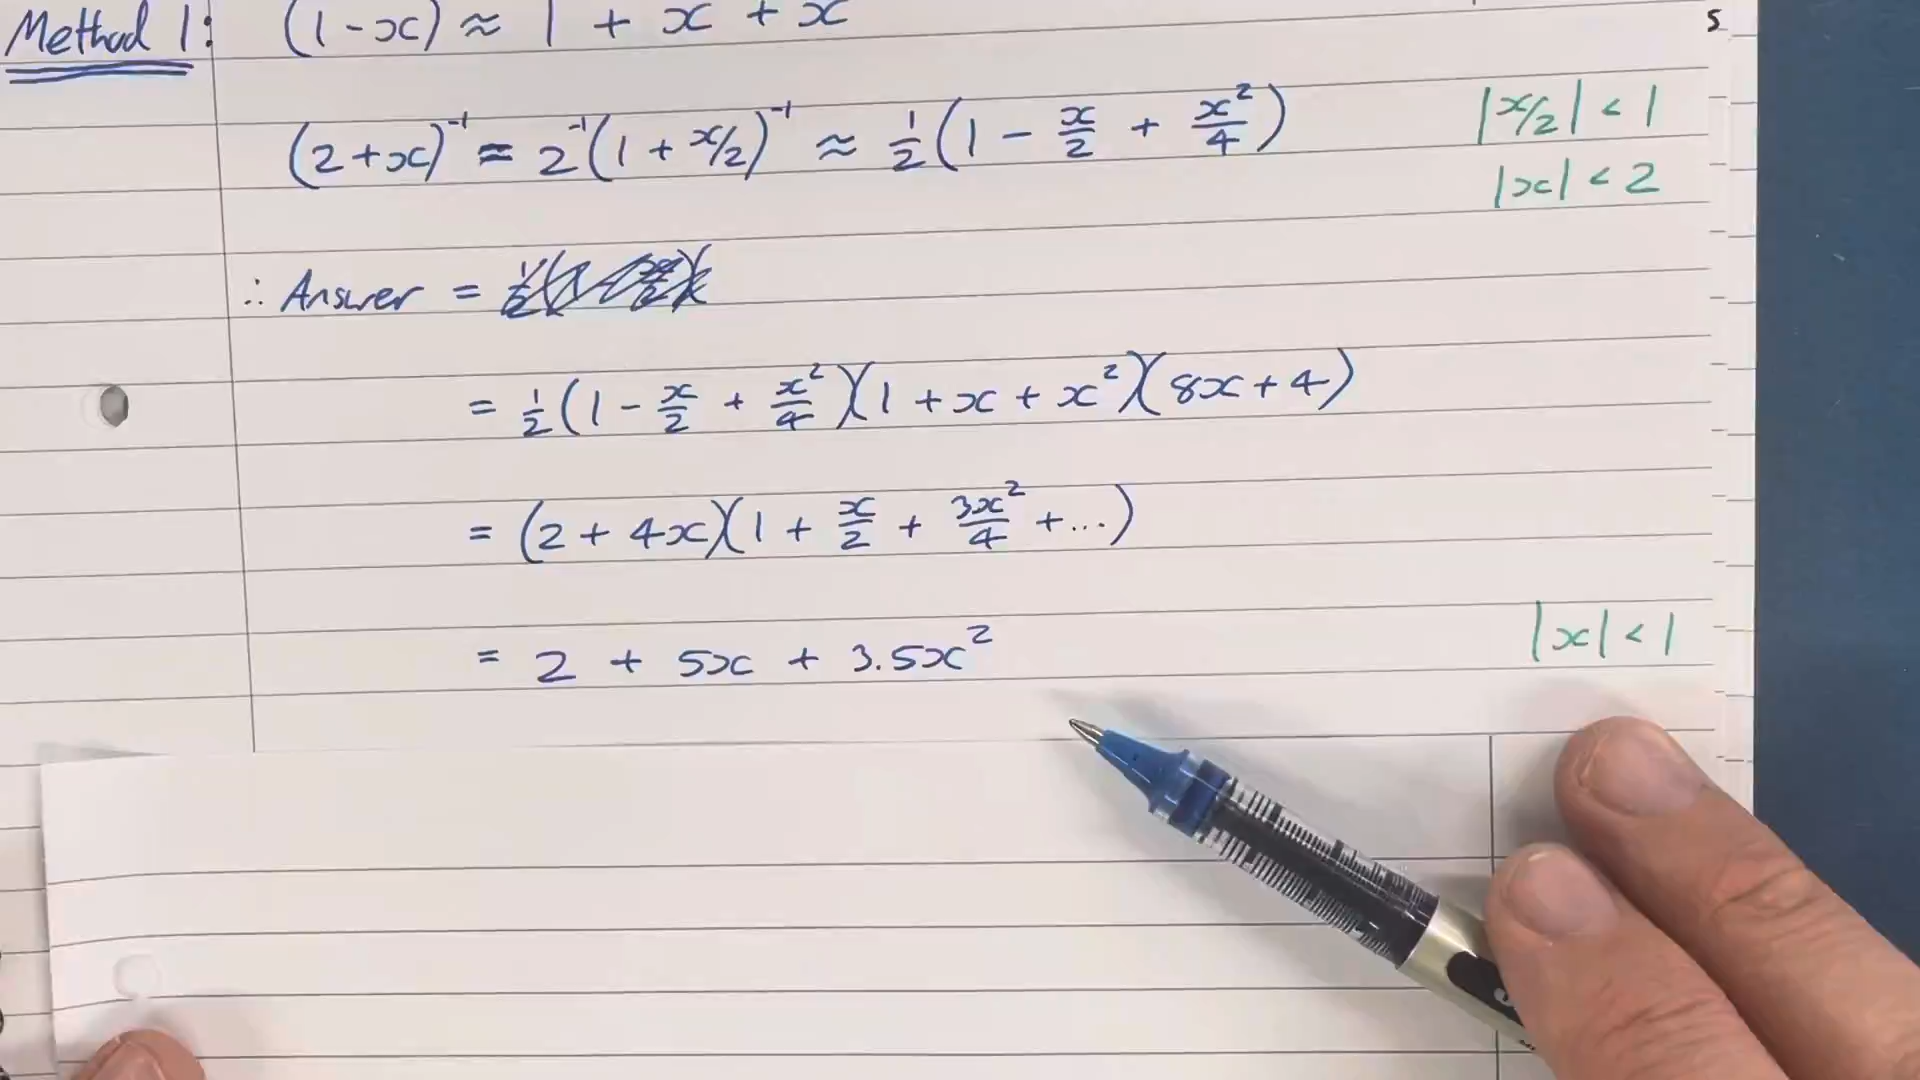 Method 1: (1-x) ≈ 1 + x + x
5
(2+x)⁻¹ = 2⁻¹(1 + x/2)⁻¹ ≈ 1/2(1 - x/2 + x²/4)
|x/2| < 1
|x| < 2
∴ Answer =
= 1/2(1 - x/2 + x²/4)(1 + x + x²)(8x + 4)
= (2 + 4x)(1 + x/2 + 3x²/4 + ...)
= 2 + 5x + 3.5x²
|x| < 1